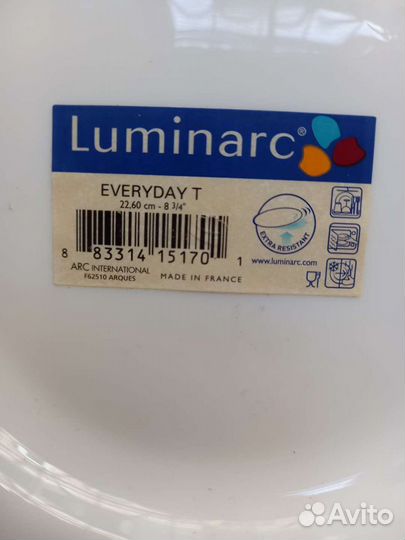 Luminarc®
EVERYDAY T
22,60 cm - 8 3/4"
8 83314 15170 1
EXTRA RESISTANT
ARC INTERNATIONAL
F62510 ARQUES
MADE IN FRANCE
www.luminarc.com
Avito